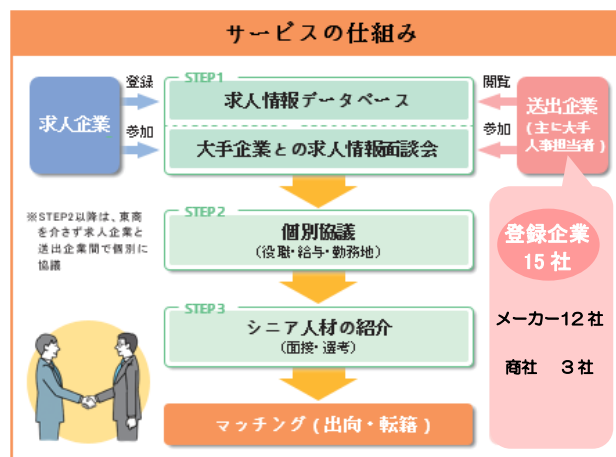 サービスの仕組み
STEP1
登録
求人企業
参加
求人情報データベース
大手企業との求人情報面談会
閲覧
参加
送出企業
(主に大手
人事担当者)
※STEP2以降は、東商
を介さず求人企業と
送出企業間で個別に
協議
STEP2
個別協議
(役職・給与・勤務地)
登録企業
15社
メーカー12社
商社 3社
STEP3
シニア人材の紹介
(面接・選考)
マッチング(出向・転籍)